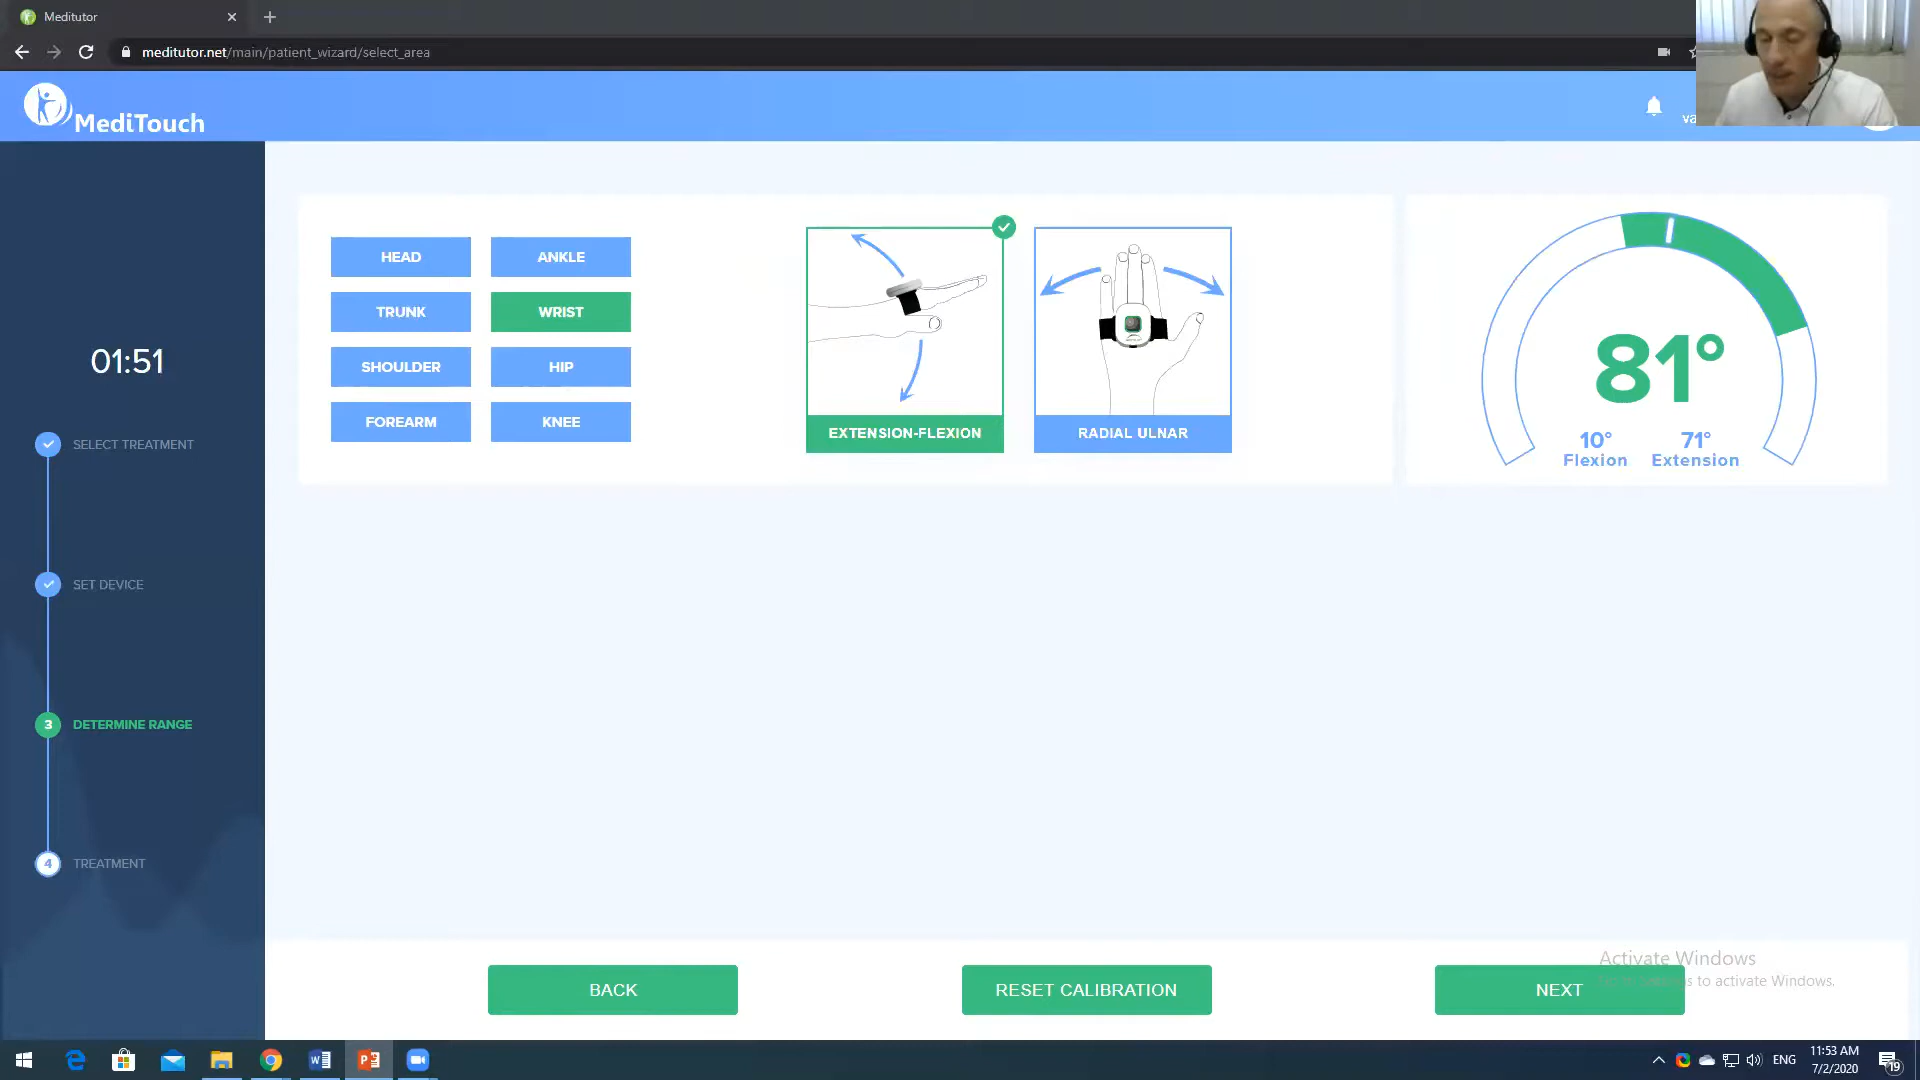 Meditutor
meditutor.net/main/patient_wizard/select_area
MediTouch
va
01:51
SELECT TREATMENT
SET DEVICE
3 DETERMINE RANGE
4 TREATMENT
HEAD ANKLE
TRUNK WRIST
SHOULDER HIP
FOREARM KNEE
EXTENSION-FLEXION
RADIAL ULNAR
81°
10° 71°
Flexion Extension
BACK
RESET CALIBRATION
NEXT
Activate Windows
to activate Windows.
ENG
11:53 AM
7/2/2020
19